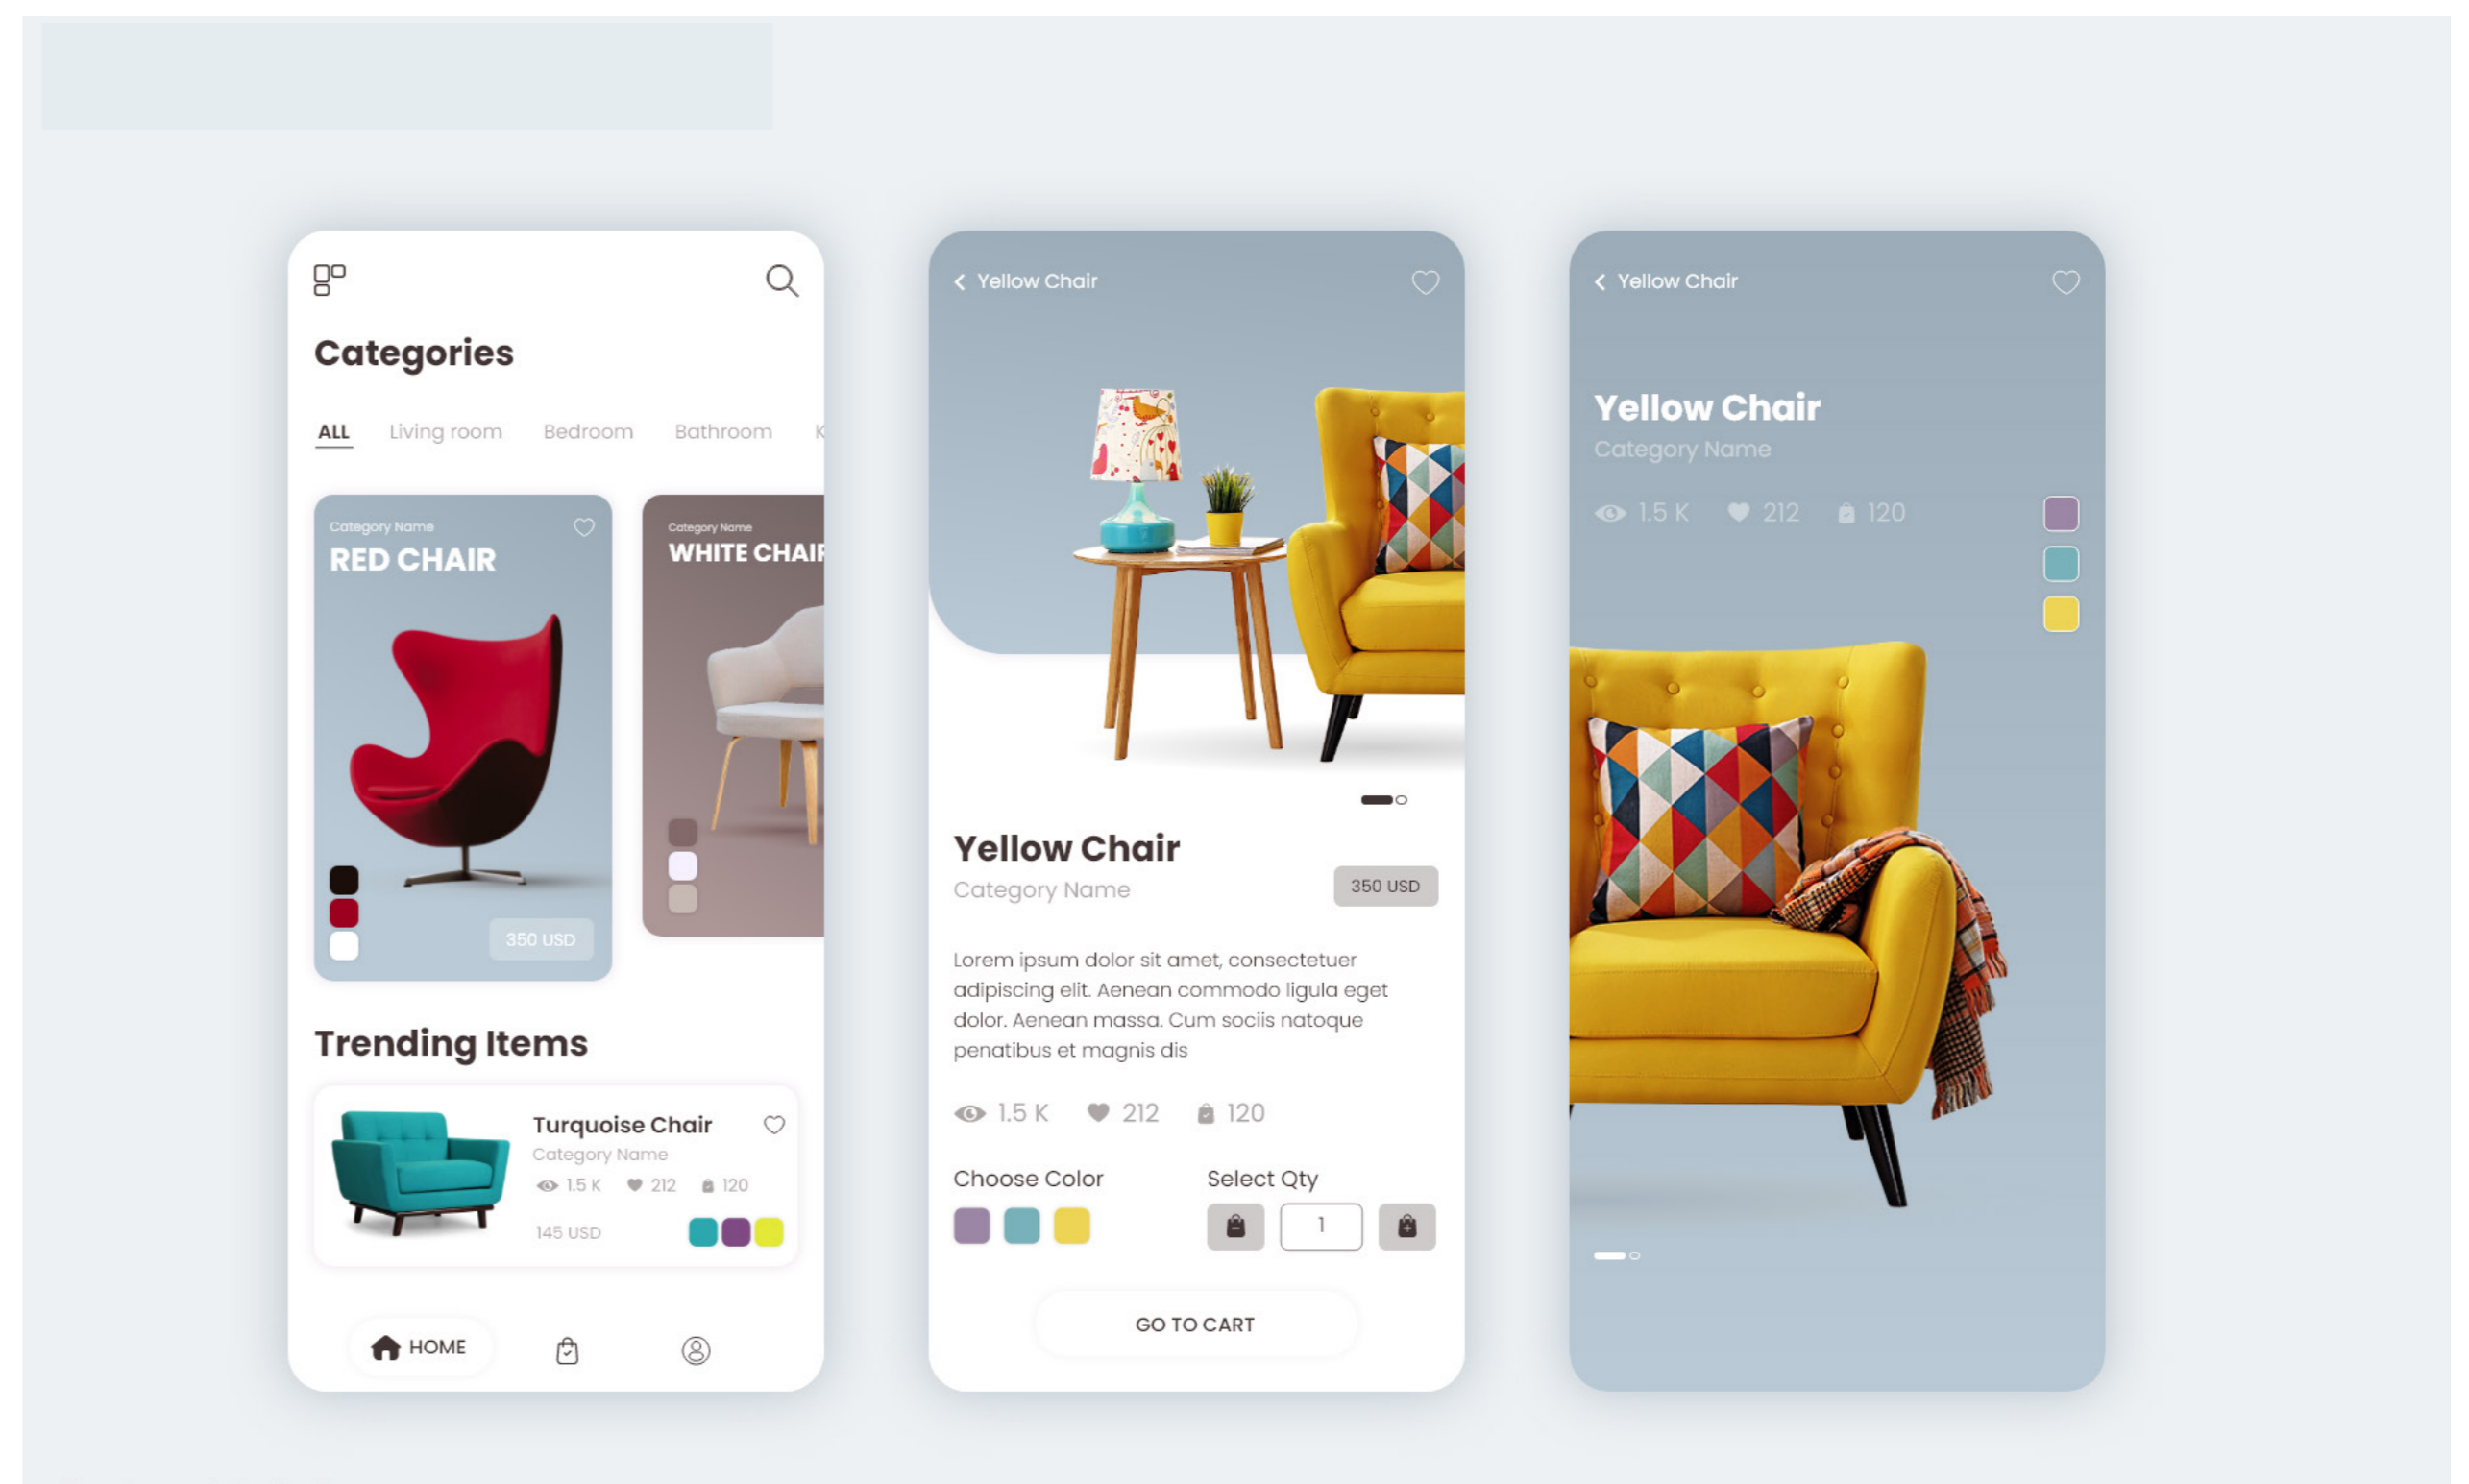 Categories
ALL Living room Bedroom Bathroom K
Category Name
RED CHAIR
350 USD
Category Name
WHITE CHAIR
Trending Items
Turquoise Chair
Category Name
1.5 K 212 120
145 USD
HOME
Yellow Chair
Yellow Chair
Category Name
350 USD
Lorem ipsum dolor sit amet, consectetuer
adipiscing elit. Aenean commodo ligula eget
dolor. Aenean massa. Cum sociis natoque
penatibus et magnis dis
1.5 K 212 120
Choose Color
Select Qty
1
GO TO CART
Yellow Chair
Yellow Chair
Category Name
1.5 K 212 120